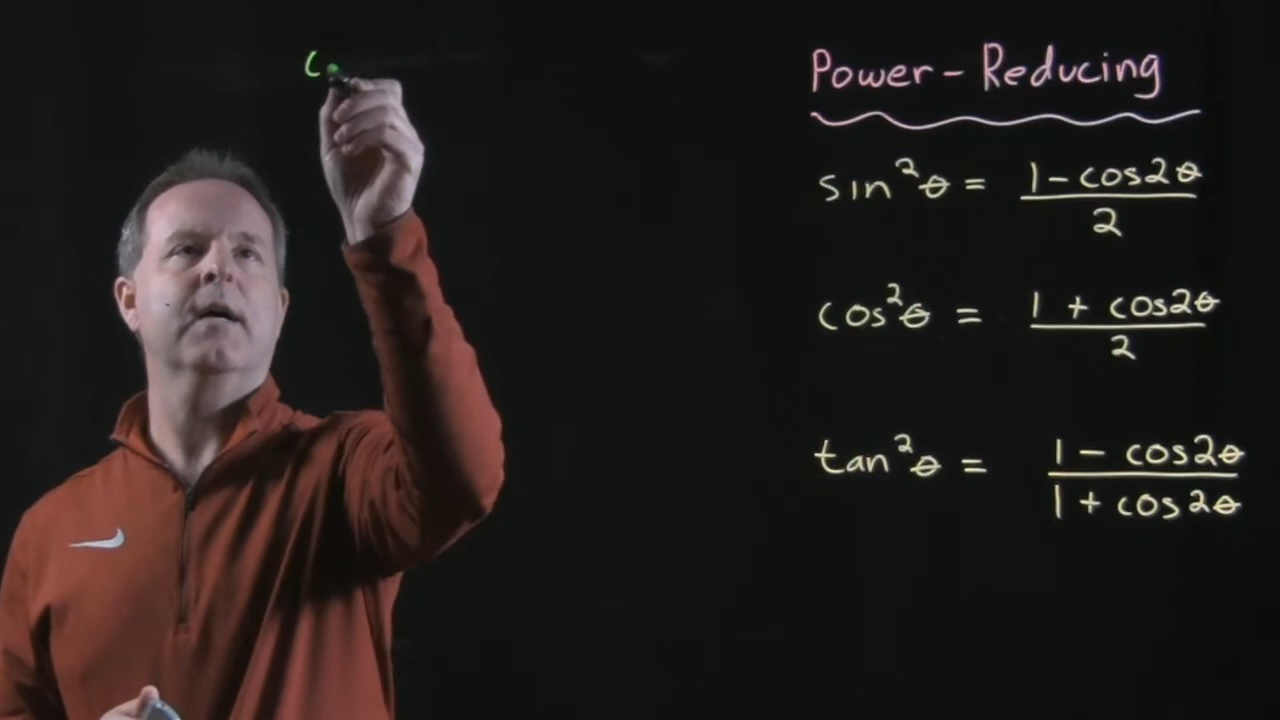 C
Power-Reducing
sin²θ = (1 - cos2θ)/2
cos²θ = (1 + cos2θ)/2
tan²θ = (1 - cos2θ)/(1 + cos2θ)